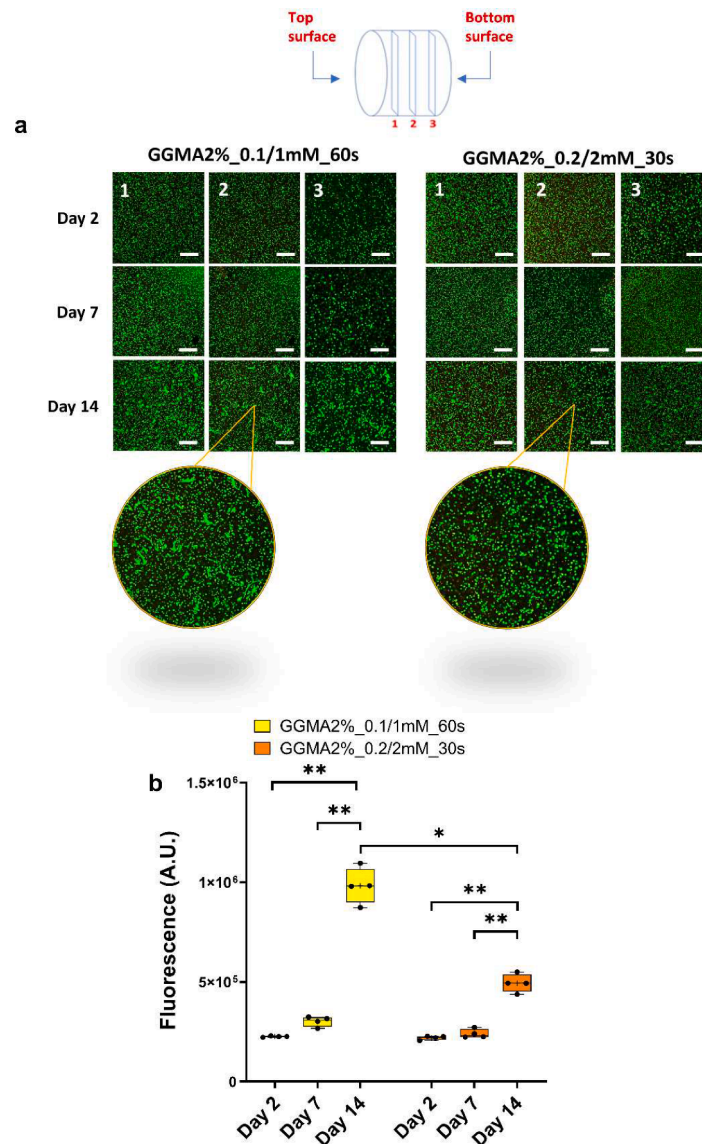 Top surface
Bottom surface
1 2 3
a
GGMA2%_0.1/1mM_60s
GGMA2%_0.2/2mM_30s
1 2 3
1 2 3
Day 2
Day 7
Day 14
GGMA2%_0.1/1mM_60s
GGMA2%_0.2/2mM_30s
b
Fluorescence (A.U.)
1.5×10⁶
1×10⁶
5×10⁵
0
**
**
*
**
**
Day 2
Day 7
Day 14
Day 2
Day 7
Day 14